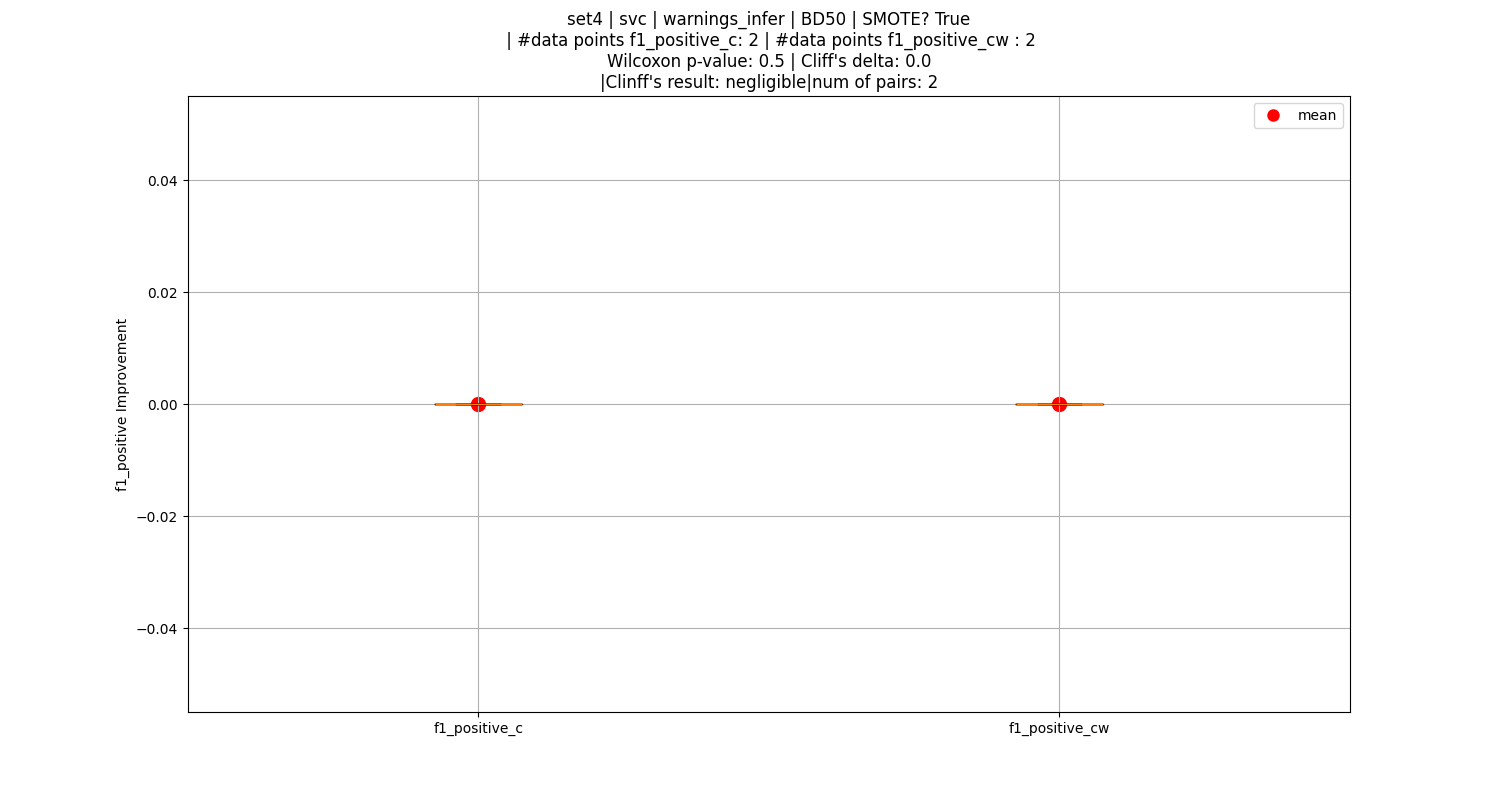 set4 | svc | warnings_infer | BD50 | SMOTE? True
| #data points f1_positive_c: 2 | #data points f1_positive_cw : 2
Wilcoxon p-value: 0.5 | Cliff's delta: 0.0
|Clinff's result: negligible|num of pairs: 2
mean
0.04
0.02
0.00
−0.02
−0.04
f1_positive Improvement
f1_positive_c
f1_positive_cw